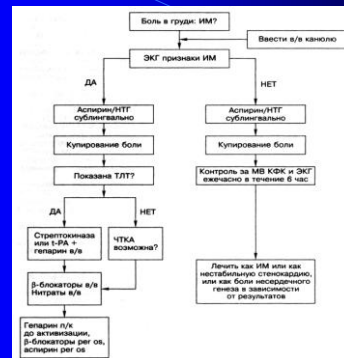 Боль в груди: ИМ?
Ввести в/в канюлю
ЭКГ признаки ИМ
ДА
НЕТ
Аспирин/НТГ
сублингвально
Аспирин/НТГ
сублингвально
Купирование боли
Купирование боли
Показана ТЛТ?
Контроль за МВ КФК и ЭКГ
ежечасно в течение 6 час
ДА
НЕТ
Стрептокиназа
или t-PA +
гепарин в/в
ЧТКА
возможна?
Лечить как ИМ или как
нестабильную стенокардию,
или как боли несердечного
генеза в зависимости
от результатов
β-блокаторы в/в
Нитраты в/в
Гепарин п/к
до активизации,
β-блокаторы per os,
аспирин per os